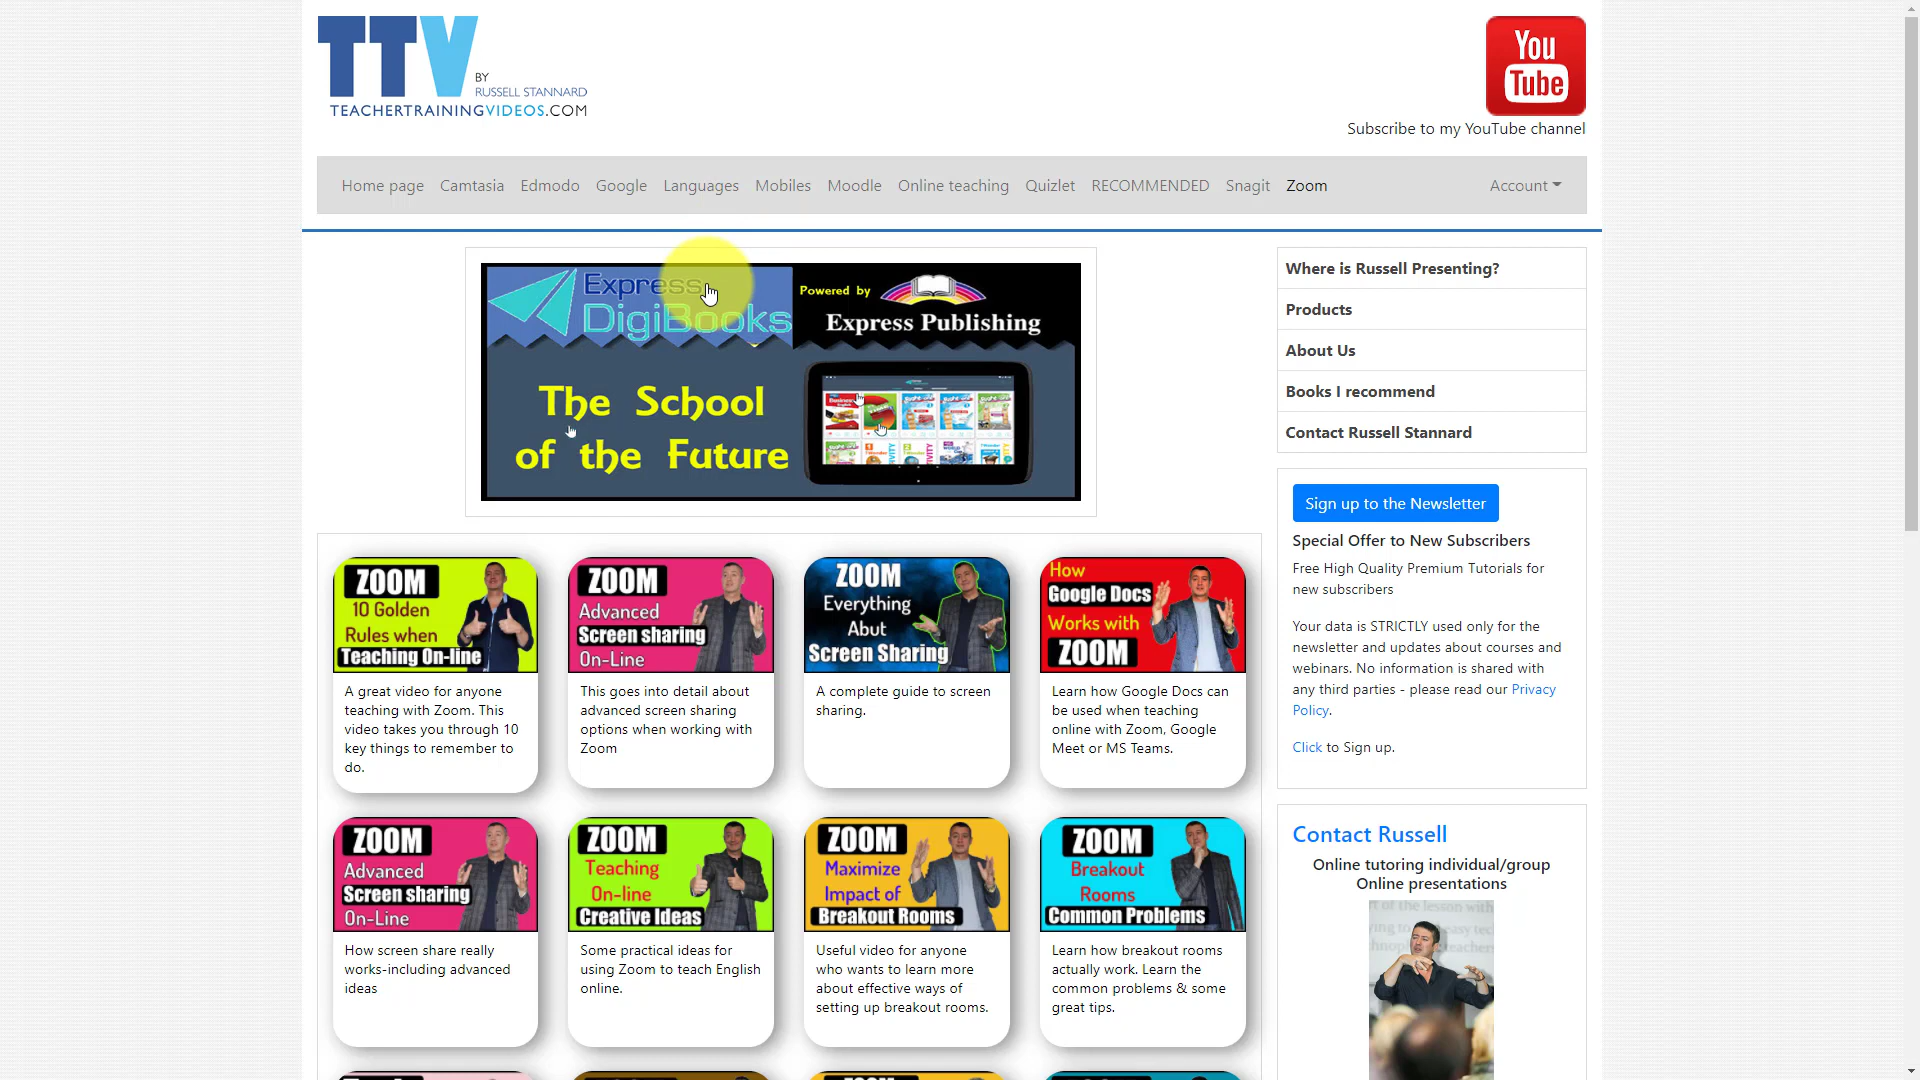 TTV
BY
RUSSELL STANNARD
TEACHERTRAININGVIDEOS.COM
You
Tube
Subscribe to my YouTube channel
Home page Camtasia Edmodo Google Languages Mobiles Moodle Online teaching Quizlet RECOMMENDED Snagit Zoom Account
Express
DigiBooks
Powered by
Express Publishing
The School
of the Future
Where is Russell Presenting?
Products
About Us
Books I recommend
Contact Russell Stannard
Sign up to the Newsletter
Special Offer to New Subscribers
Free High Quality Premium Tutorials for
new subscribers
Your data is STRICTLY used only for the
newsletter and updates about courses and
webinars. No information is shared with
any third parties - please read our Privacy
Policy.
Click to Sign up.
ZOOM
10 Golden
Rules when
Teaching On-line
A great video for anyone
teaching with Zoom. This
video takes you through 10
key things to remember to
do.
ZOOM
Advanced
Screen sharing
On-Line
This goes into detail about
advanced screen sharing
options when working with
Zoom
ZOOM
Everything
Abut
Screen Sharing
A complete guide to screen
sharing.
How
Google Docs
Works with
ZOOM
Learn how Google Docs can
be used when teaching
online with Zoom, Google
Meet or MS Teams.
ZOOM
Advanced
Screen sharing
On-Line
How screen share really
works-including advanced
ideas
ZOOM
Teaching
On-line
Creative Ideas
Some practical ideas for
using Zoom to teach English
online.
ZOOM
Maximize
Impact of
Breakout Rooms
Useful video for anyone
who wants to learn more
about effective ways of
setting up breakout rooms.
ZOOM
Breakout
Rooms
Common Problems
Learn how breakout rooms
actually work. Learn the
common problems & some
great tips.
Contact Russell
Online tutoring individual/group
Online presentations